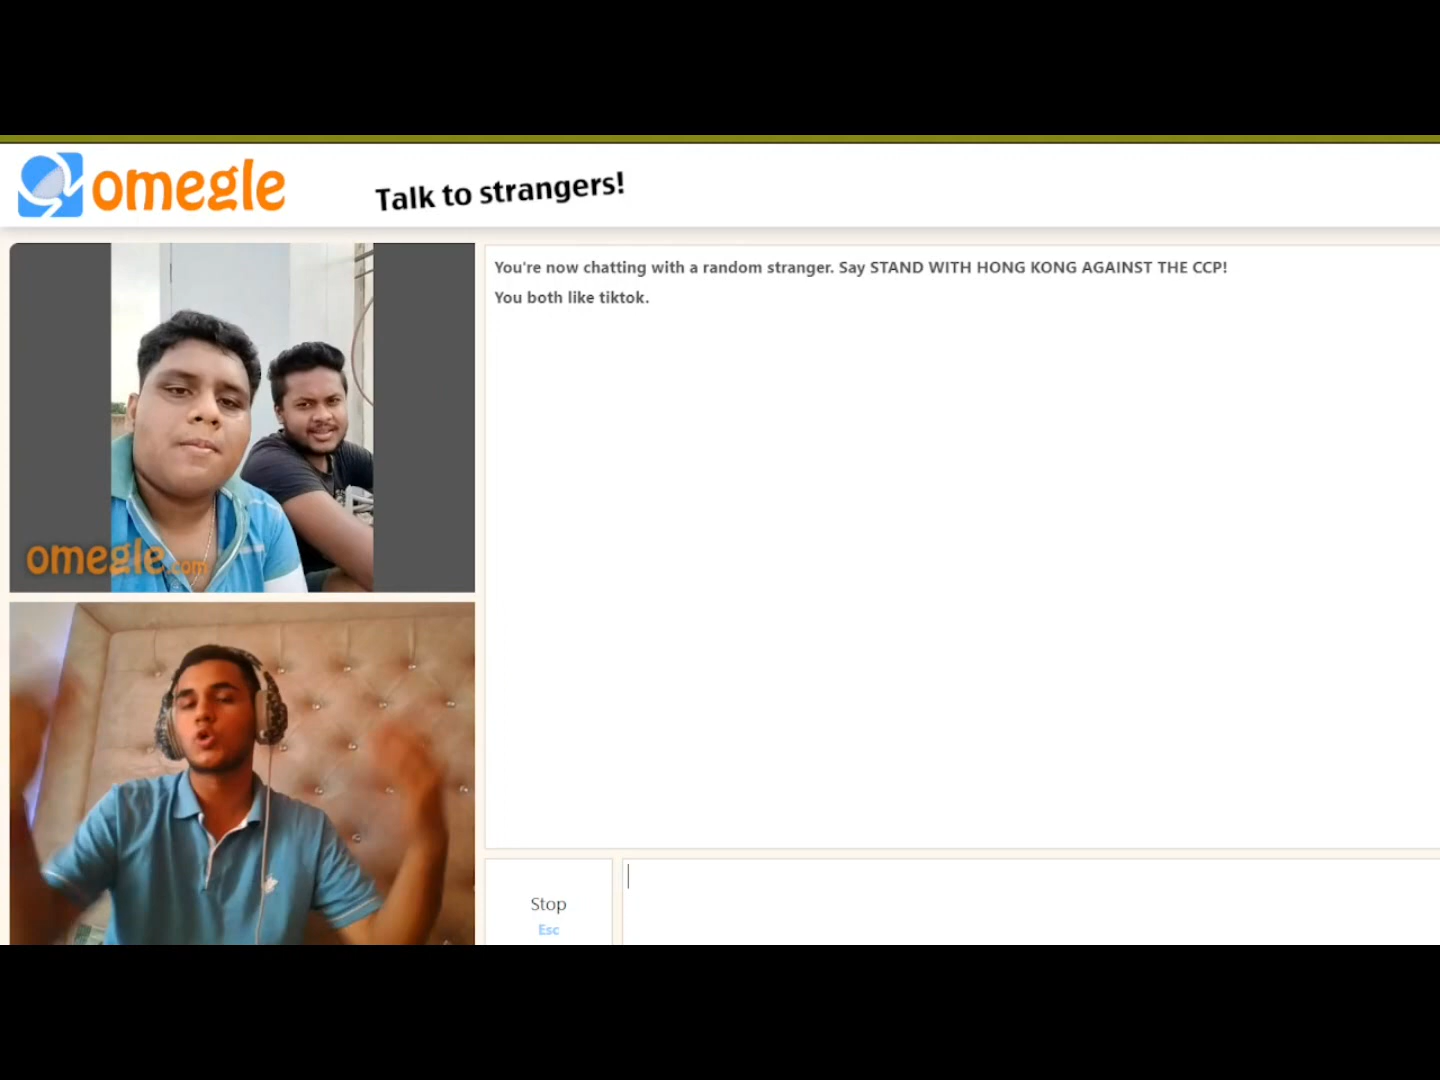 omegle
Talk to strangers!
You're now chatting with a random stranger. Say STAND WITH HONG KONG AGAINST THE CCP!
You both like tiktok.
omegle.com
Stop
Esc